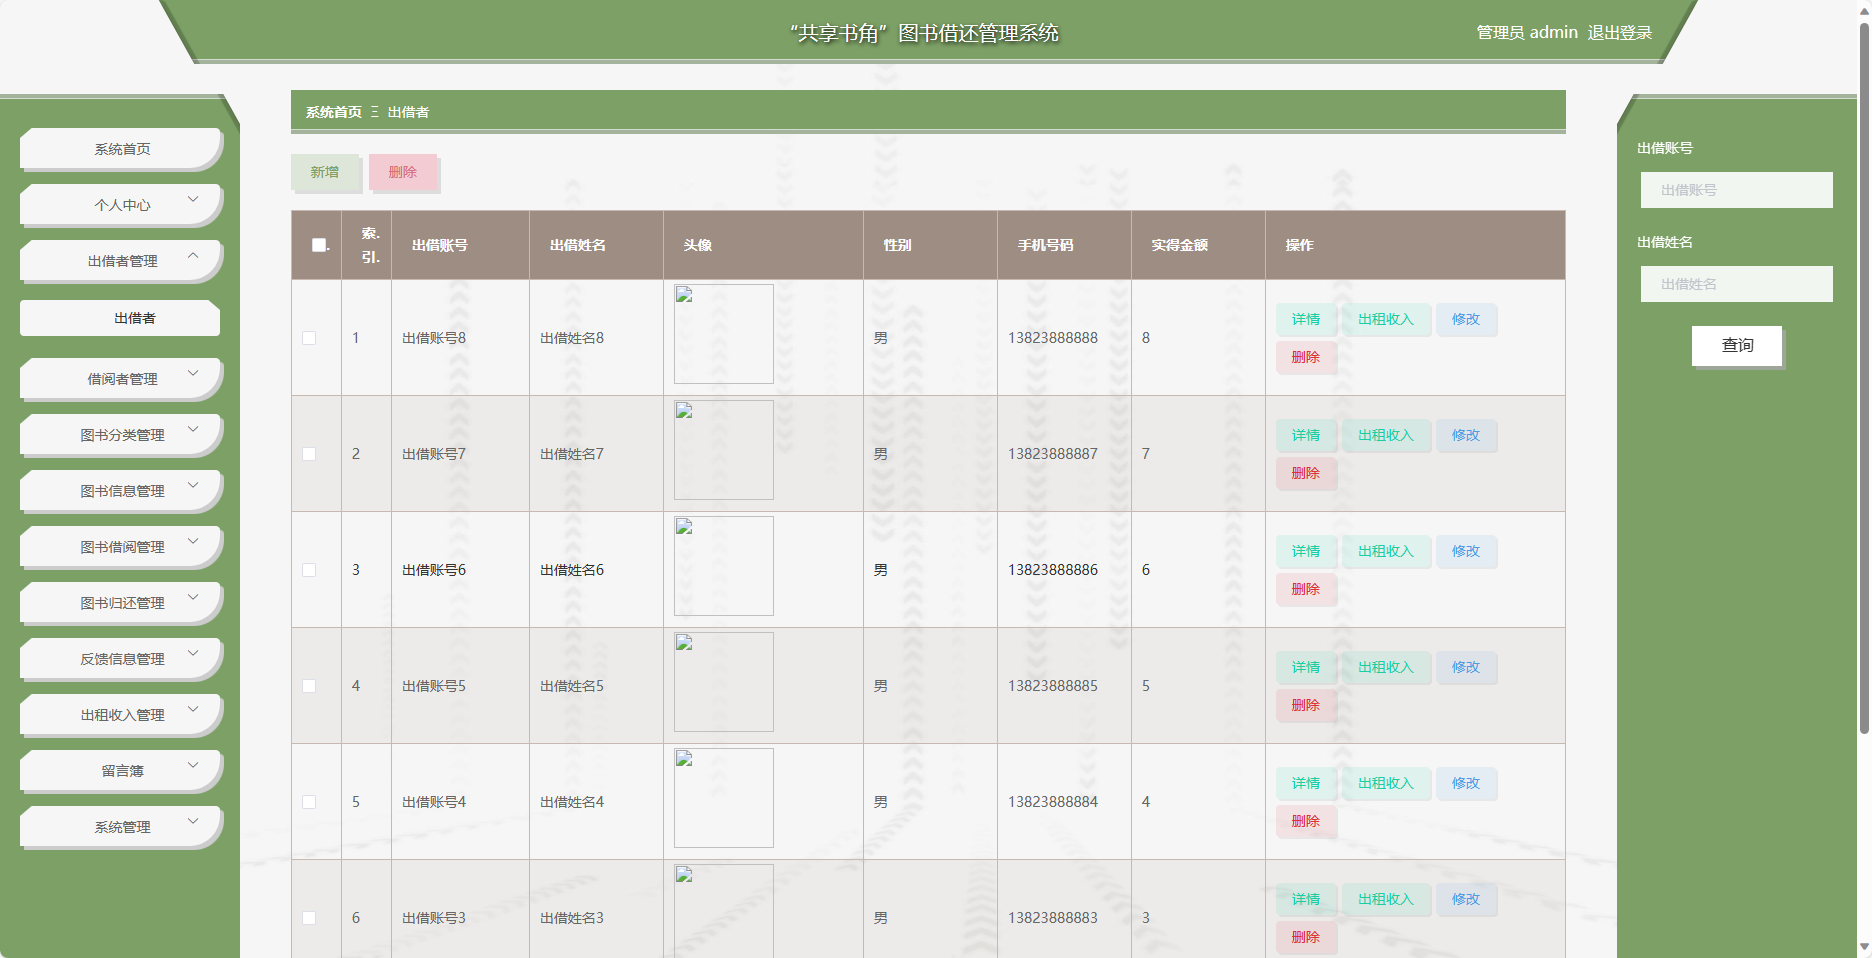 “共享书角”图书借还管理系统
管理员 admin 退出登录
系统首页
个人中心
出借者管理
出借者
借阅者管理
图书分类管理
图书信息管理
图书借阅管理
图书归还管理
反馈信息管理
出租收入管理
留言簿
系统管理
系统首页 Ξ 出借者
新增 删除
. 索.引. 出借账号 出借姓名 头像 性别 手机号码 实得金额 操作
1 出借账号8 出借姓名8 男 13823888888 8 详情 出租收入 修改
删除
2 出借账号7 出借姓名7 男 13823888887 7 详情 出租收入 修改
删除
3 出借账号6 出借姓名6 男 13823888886 6 详情 出租收入 修改
删除
4 出借账号5 出借姓名5 男 13823888885 5 详情 出租收入 修改
删除
5 出借账号4 出借姓名4 男 13823888884 4 详情 出租收入 修改
删除
6 出借账号3 出借姓名3 男 13823888883 3 详情 出租收入 修改
删除
出借账号
出借账号
出借姓名
出借姓名
查询